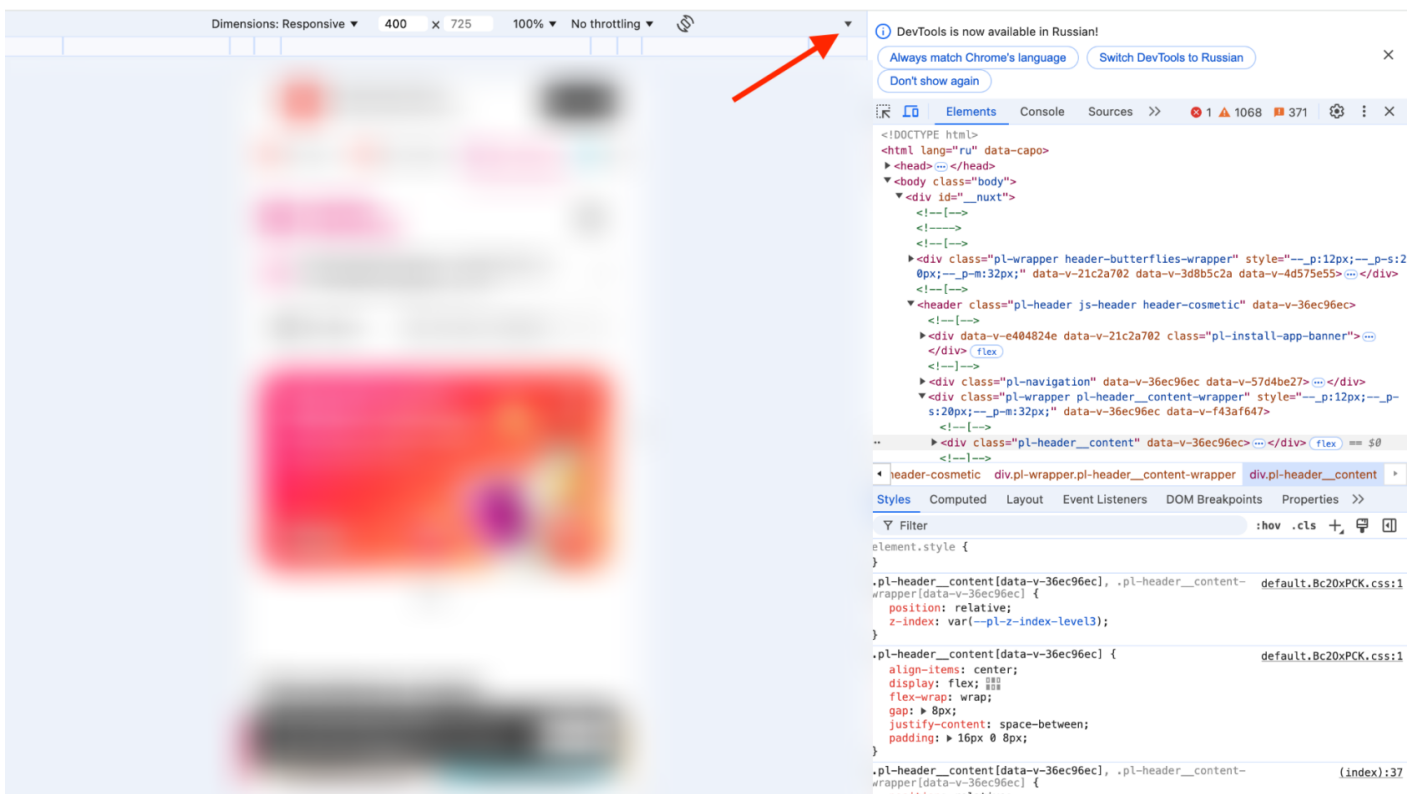 Dimensions: Responsive ▼ 400 × 725 100% ▼ No throttling ▼
DevTools is now available in Russian!
Always match Chrome's language Switch DevTools to Russian
Don't show again
Elements Console Sources >> 1 1068 371
<!DOCTYPE html>
<html lang="ru" data-capo>
<head> ⋯ </head>
<body class="body">
<div id="__nuxt">
<!--[-->
<!---->
<!--[-->
<div class="pl-wrapper header-butterflies-wrapper" style="--_p:12px;--_p-s:2
0px;--_p-m:32px;" data-v-21c2a702 data-v-3d8b5c2a data-v-4d575e55> ⋯ </div>
<!--[-->
<header class="pl-header js-header header-cosmetic" data-v-36ec96ec>
<!--[-->
<div data-v-e404824e data-v-21c2a702 class="pl-install-app-banner"> ⋯
</div> flex
<!--]-->
<div class="pl-navigation" data-v-36ec96ec data-v-57d4be27> ⋯ </div>
<div class="pl-wrapper pl-header__content-wrapper" style="--_p:12px;--_p-
s:20px;--_p-m:32px;" data-v-36ec96ec data-v-f43af647>
<!--[-->
<div class="pl-header__content" data-v-36ec96ec> ⋯ </div> flex == $0
<!--]-->
header-cosmetic div.pl-wrapper.pl-header__content-wrapper div.pl-header__content
Styles Computed Layout Event Listeners DOM Breakpoints Properties >>
Filter :hov .cls +
element.style {
}
.pl-header__content[data-v-36ec96ec], .pl-header__content- default.Bc2OxPCK.css:1
wrapper[data-v-36ec96ec] {
position: relative;
z-index: var(--pl-z-index-level3);
}
.pl-header__content[data-v-36ec96ec] { default.Bc2OxPCK.css:1
align-items: center;
display: flex;
flex-wrap: wrap;
gap: ▶ 8px;
justify-content: space-between;
padding: ▶ 16px 0 8px;
}
.pl-header__content[data-v-36ec96ec], .pl-header__content- (index):37
wrapper[data-v-36ec96ec] {